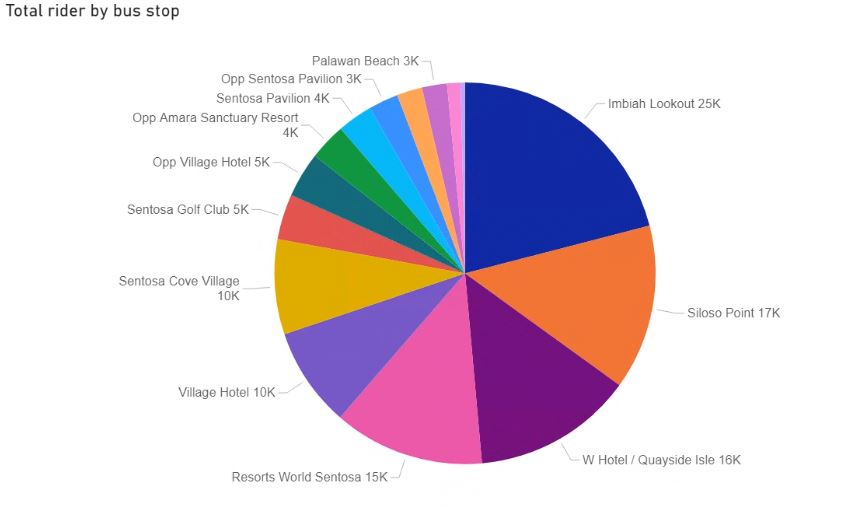 Total rider by bus stop
Palawan Beach 3K
Opp Sentosa Pavilion 3K
Sentosa Pavilion 4K
Opp Amara Sanctuary Resort
4K
Opp Village Hotel 5K
Sentosa Golf Club 5K
Sentosa Cove Village
10K
Village Hotel 10K
Resorts World Sentosa 15K
Imbiah Lookout 25K
Siloso Point 17K
W Hotel / Quayside Isle 16K